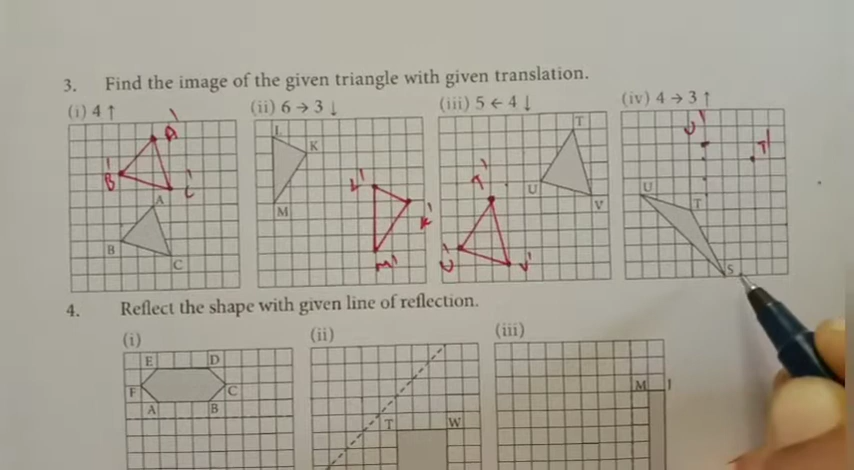 3. Find the image of the given triangle with given translation.
(i) 4 ↑ (ii) 6 → 3 ↓ (iii) 5 ← 4 ↓ (iv) 4 → 3 ↑
A' B' C' A B C
L K M L' K' M'
T U V U' V'
U T S U' T'
4. Reflect the shape with given line of reflection.
(i) (ii) (iii)
E D F C A B
T W
M